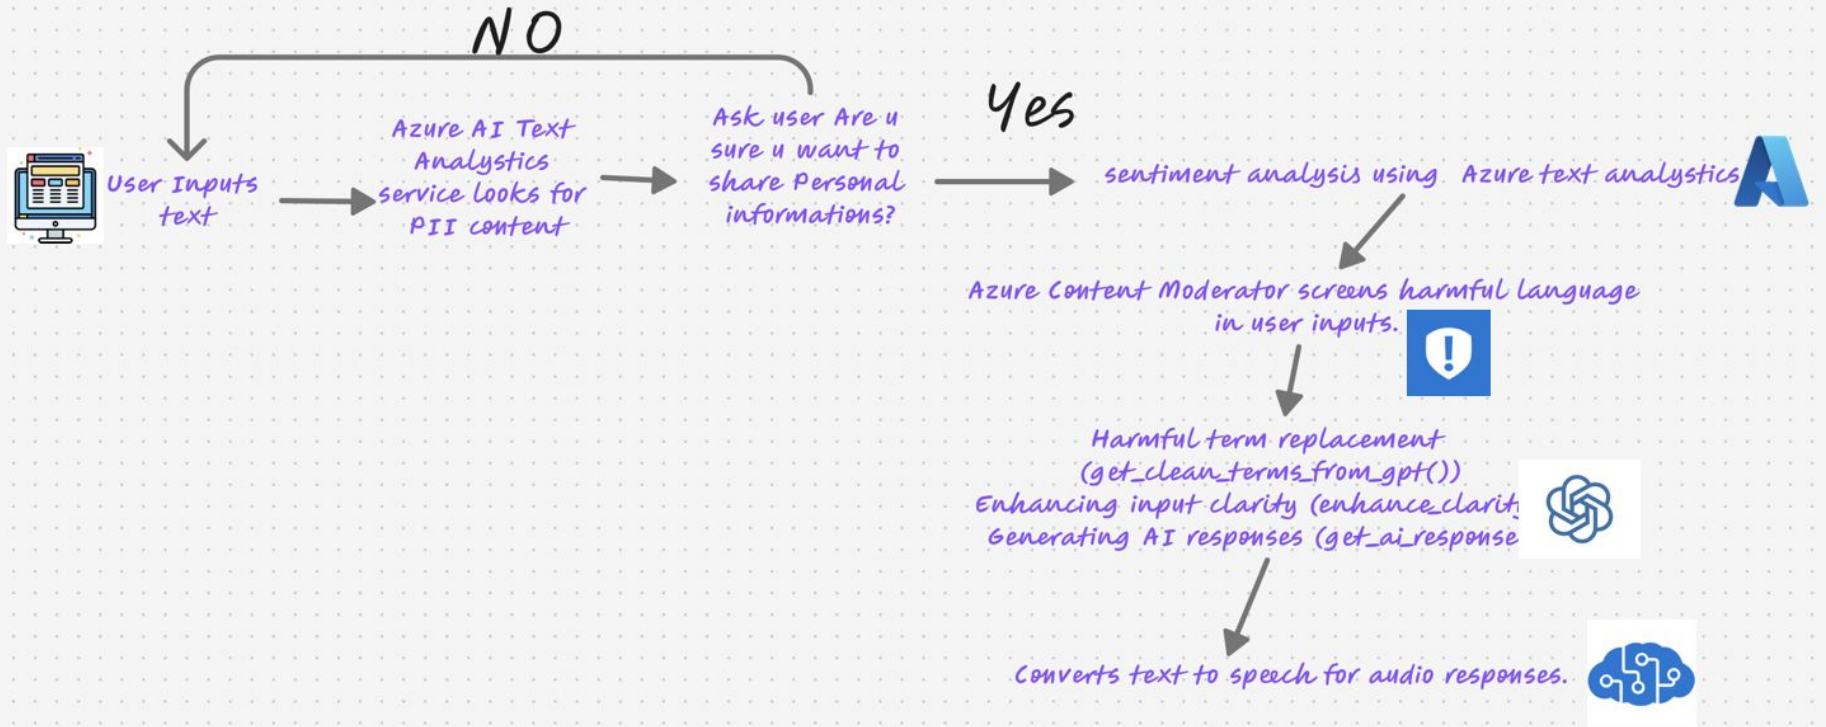 NO
User Inputs
text
Azure AI Text
Analystics
service looks for
PII content
Ask user Are u
sure u want to
share Personal
informations?
Yes
sentiment analysis using Azure text analystics
Azure Content Moderator screens harmful language
in user inputs.
Harmful term replacement
(get_clean_terms_from_gpt())
Enhancing input clarity (enhance_clarity
Generating AI responses (get_ai_response
Converts text to speech for audio responses.